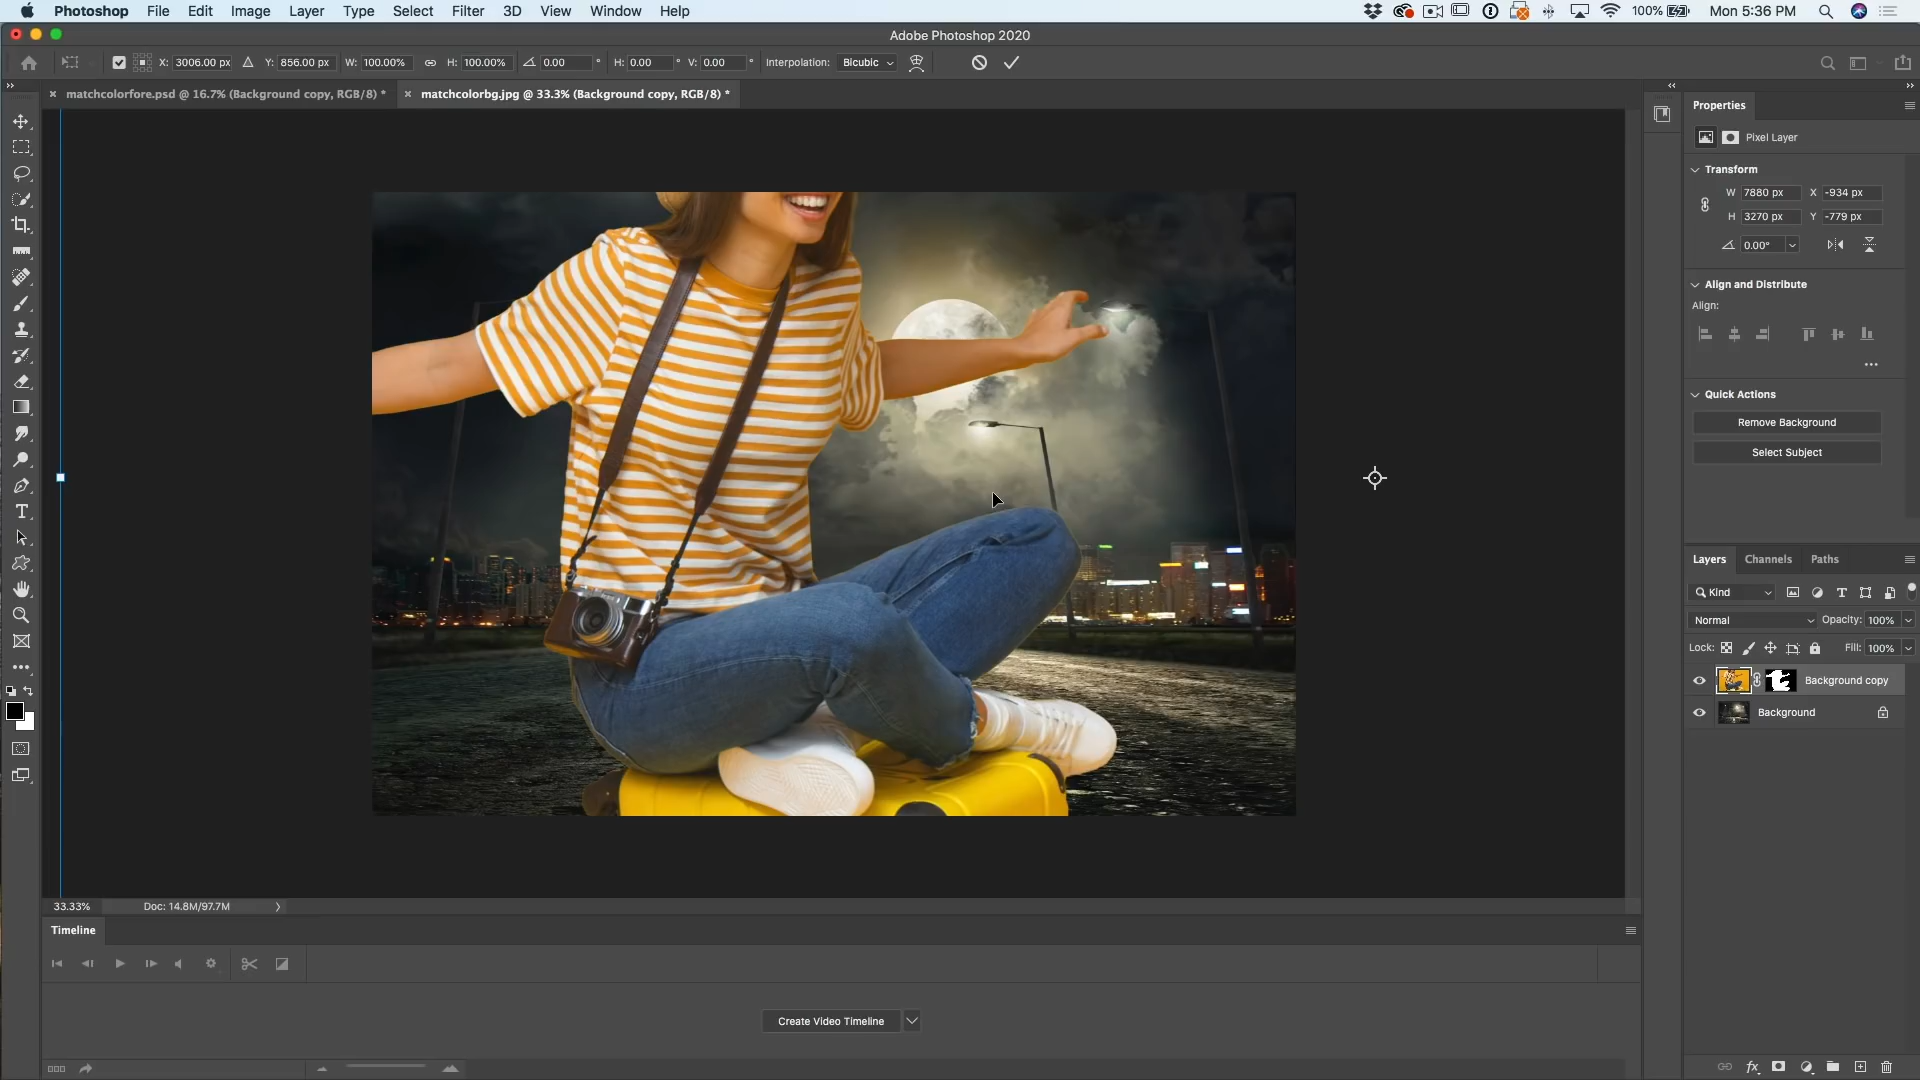 Photoshop File Edit Image Layer Type Select Filter 3D View Window Help 100% Mon 5:36 PM
Adobe Photoshop 2020
X: 3006.00 px Y: 856.00 px W: 100.00% H: 100.00% 0.00 ° H: 0.00 ° V: 0.00 ° Interpolation: Bicubic
matchcolorfore.psd @ 16.7% (Background copy, RGB/8) * matchcolorbg.jpg @ 33.3% (Background copy, RGB/8) *
Properties
Pixel Layer
Transform
W 7880 px X -934 px
H 3270 px Y -779 px
0.00°
Align and Distribute
Align:
Quick Actions
Remove Background
Select Subject
Layers Channels Paths
Kind
Normal Opacity: 100%
Lock: Fill: 100%
Background copy
Background
33.33% Doc: 14.8M/97.7M
Timeline
Create Video Timeline